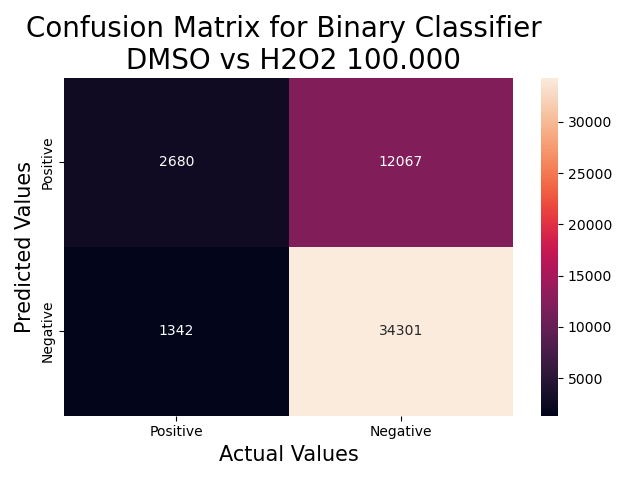 Confusion Matrix for Binary Classifier
DMSO vs H2O2 100.000
Predicted Values
Positive
Negative
2680
12067
1342
34301
Positive
Negative
Actual Values
30000
25000
20000
15000
10000
5000